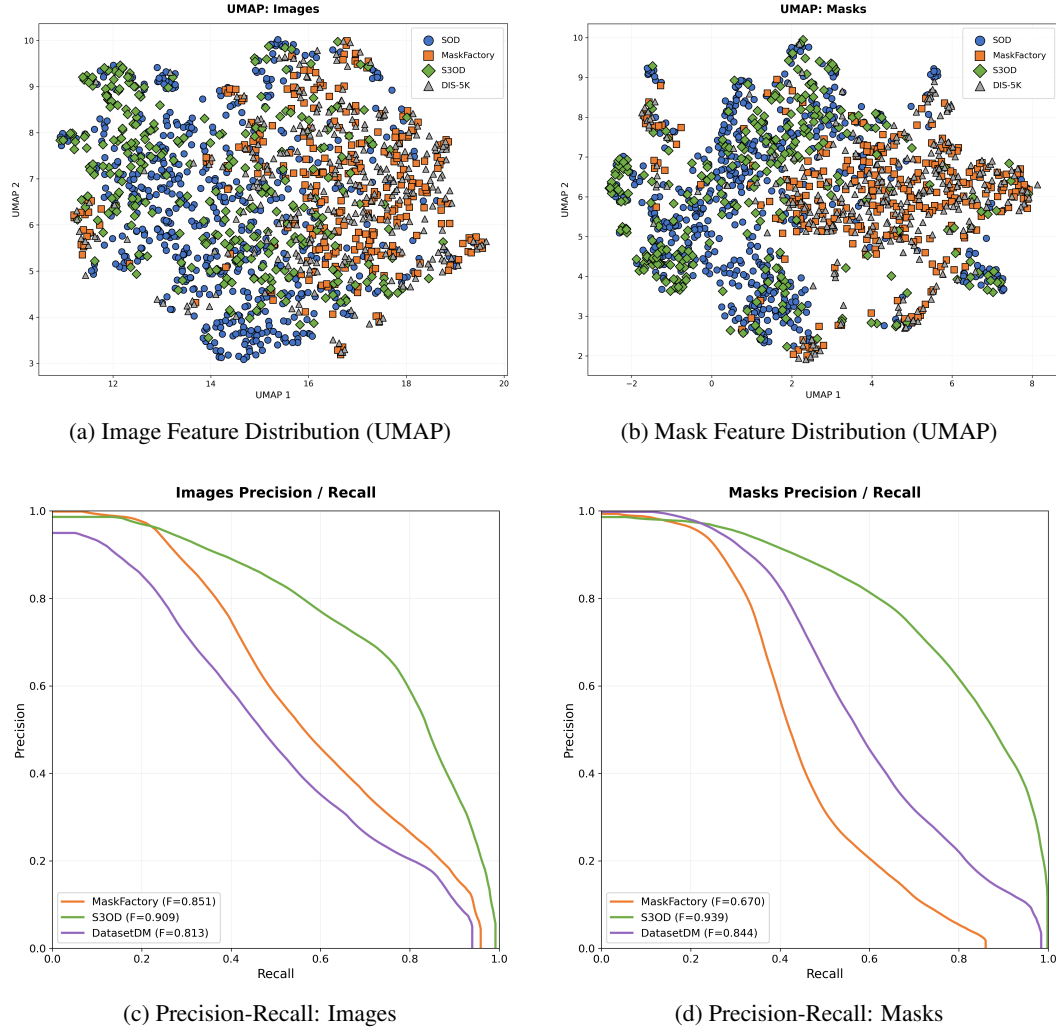 UMAP: Images
UMAP 2
10
9
8
7
6
5
4
3
12
14
16
18
20
UMAP 1
SOD
MaskFactory
S3OD
DIS-5K
(a) Image Feature Distribution (UMAP)
UMAP: Masks
UMAP 2
10
9
8
7
6
5
4
3
2
−2
0
2
4
6
8
UMAP 1
SOD
MaskFactory
S3OD
DIS-5K
(b) Mask Feature Distribution (UMAP)
Images Precision / Recall
Precision
1.0
0.8
0.6
0.4
0.2
0.0
0.0
0.2
0.4
0.6
0.8
1.0
Recall
MaskFactory (F=0.851)
S3OD (F=0.909)
DatasetDM (F=0.813)
(c) Precision-Recall: Images
Masks Precision / Recall
Precision
1.0
0.8
0.6
0.4
0.2
0.0
0.0
0.2
0.4
0.6
0.8
1.0
Recall
MaskFactory (F=0.670)
S3OD (F=0.939)
DatasetDM (F=0.844)
(d) Precision-Recall: Masks